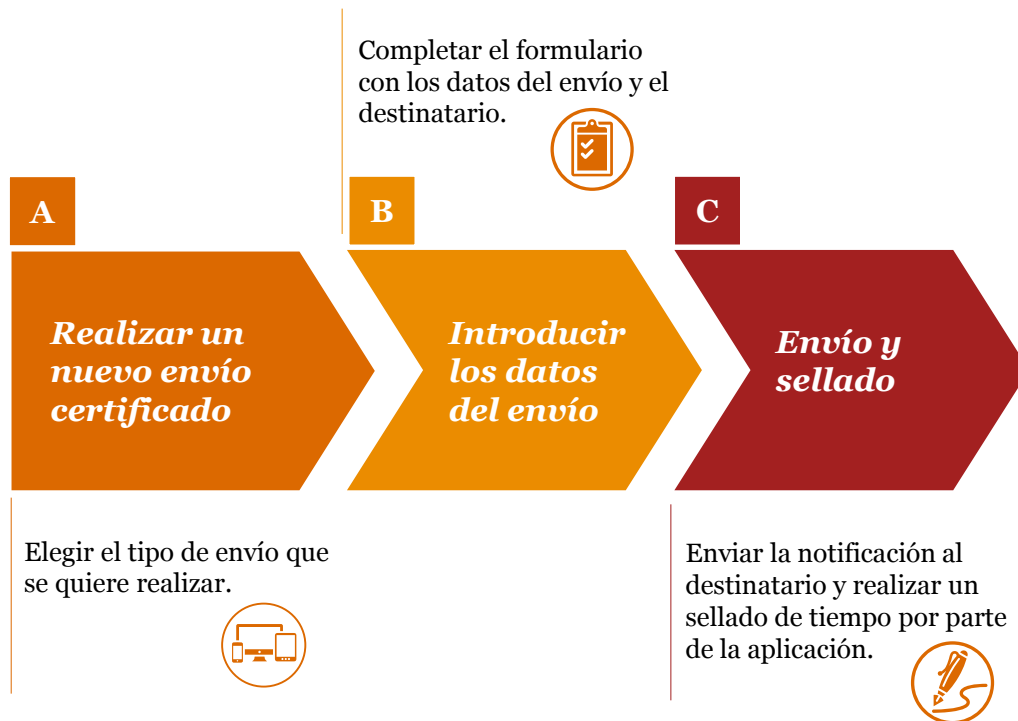 A
Realizar un
nuevo envío
certificado
Elegir el tipo de envío que
se quiere realizar.
Completar el formulario
con los datos del envío y el
destinatario.
B
Introducir
los datos
del envío
C
Envío y
sellado
Enviar la notificación al
destinatario y realizar un
sellado de tiempo por parte
de la aplicación.